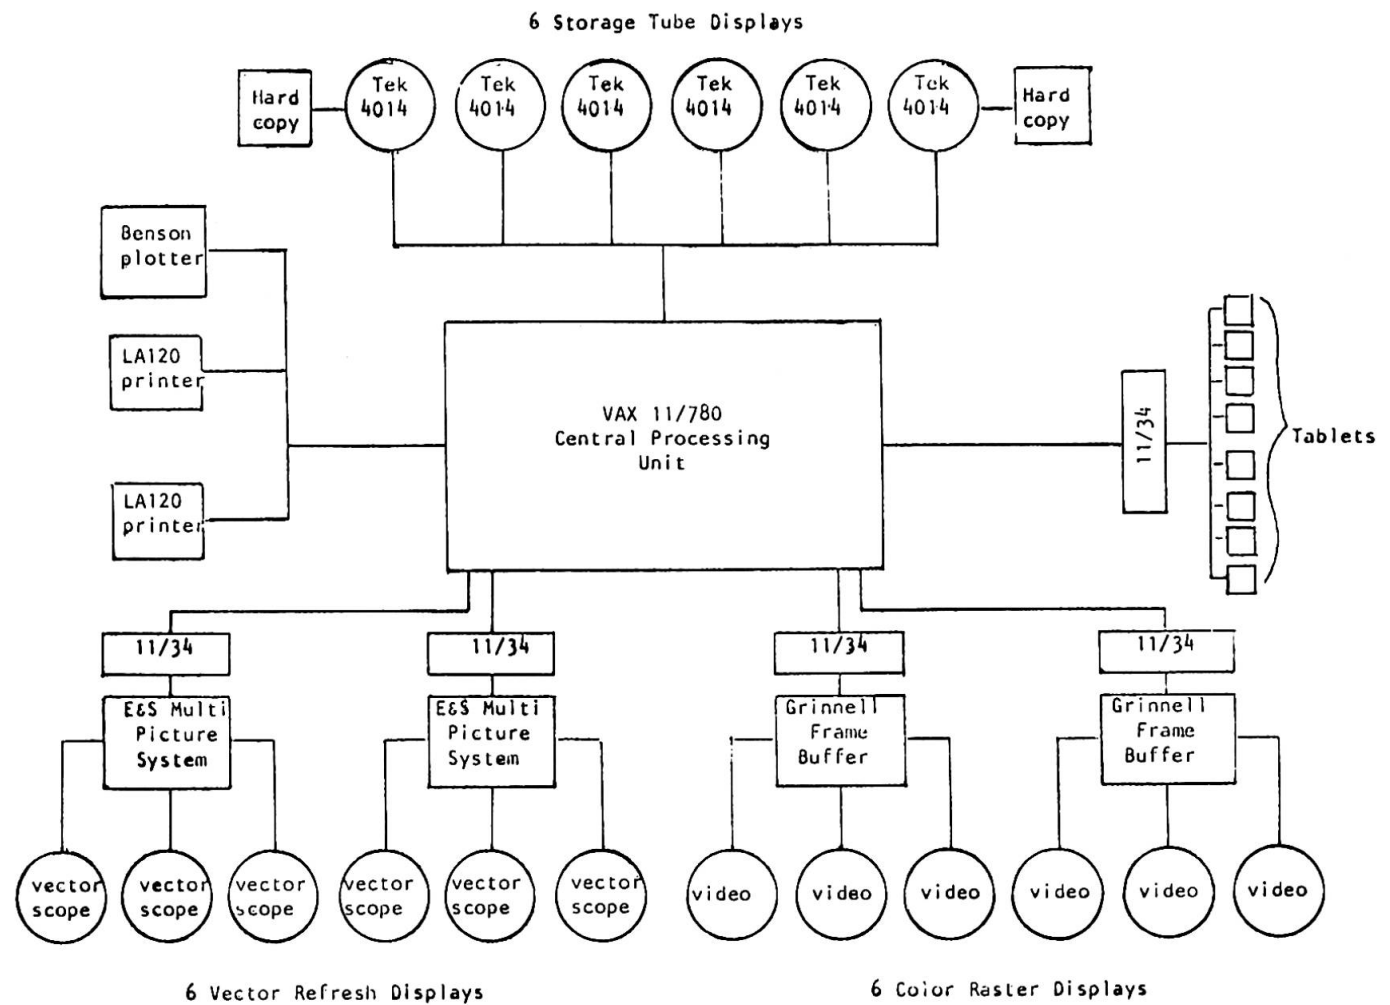 6 Storage Tube Displays
Hard
copy
Tek
4014
Tek
4014
Tek
4014
Tek
4014
Tek
4014
Tek
4014
Hard
copy
Benson
plotter
LA120
printer
LA120
printer
VAX 11/780
Central Processing
Unit
11/34
Tablets
11/34
11/34
11/34
11/34
E&S Multi
Picture
System
E&S Multi
Picture
System
Grinnell
Frame
Buffer
Grinnell
Frame
Buffer
vector
scope
vector
scope
vector
scope
vector
scope
vector
scope
vector
scope
video
video
video
video
video
video
6 Vector Refresh Displays
6 Color Raster Displays